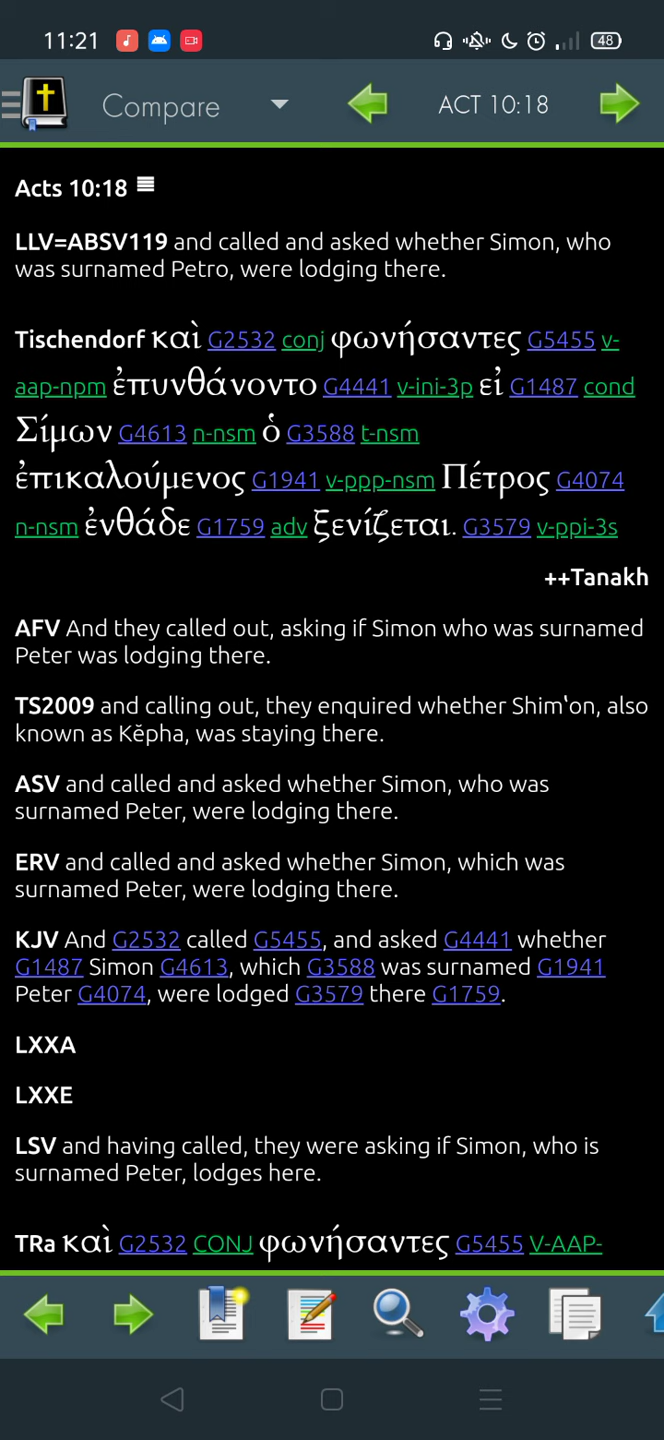 11:21
48
Compare
ACT 10:18
Acts 10:18
LLV=ABSV119 and called and asked whether Simon, who
was surnamed Petro, were lodging there.
Tischendorf καὶ G2532 conj φωνήσαντες G5455 v-
aap-npm ἐπυνθάνοντο G4441 v-ini-3p εἰ G1487 cond
Σίμων G4613 n-nsm ὁ G3588 t-nsm
ἐπικαλούμενος G1941 v-ppp-nsm Πέτρος G4074
n-nsm ἐνθάδε G1759 adv ξενίζεται. G3579 v-ppi-3s
++Tanakh
AFV And they called out, asking if Simon who was surnamed
Peter was lodging there.
TS2009 and calling out, they enquired whether Shimʽon, also
known as Kĕpha, was staying there.
ASV and called and asked whether Simon, who was
surnamed Peter, were lodging there.
ERV and called and asked whether Simon, which was
surnamed Peter, were lodging there.
KJV And G2532 called G5455, and asked G4441 whether
G1487 Simon G4613, which G3588 was surnamed G1941
Peter G4074, were lodged G3579 there G1759.
LXXA
LXXE
LSV and having called, they were asking if Simon, who is
surnamed Peter, lodges here.
TRa καὶ G2532 CONJ φωνήσαντες G5455 V-AAP-